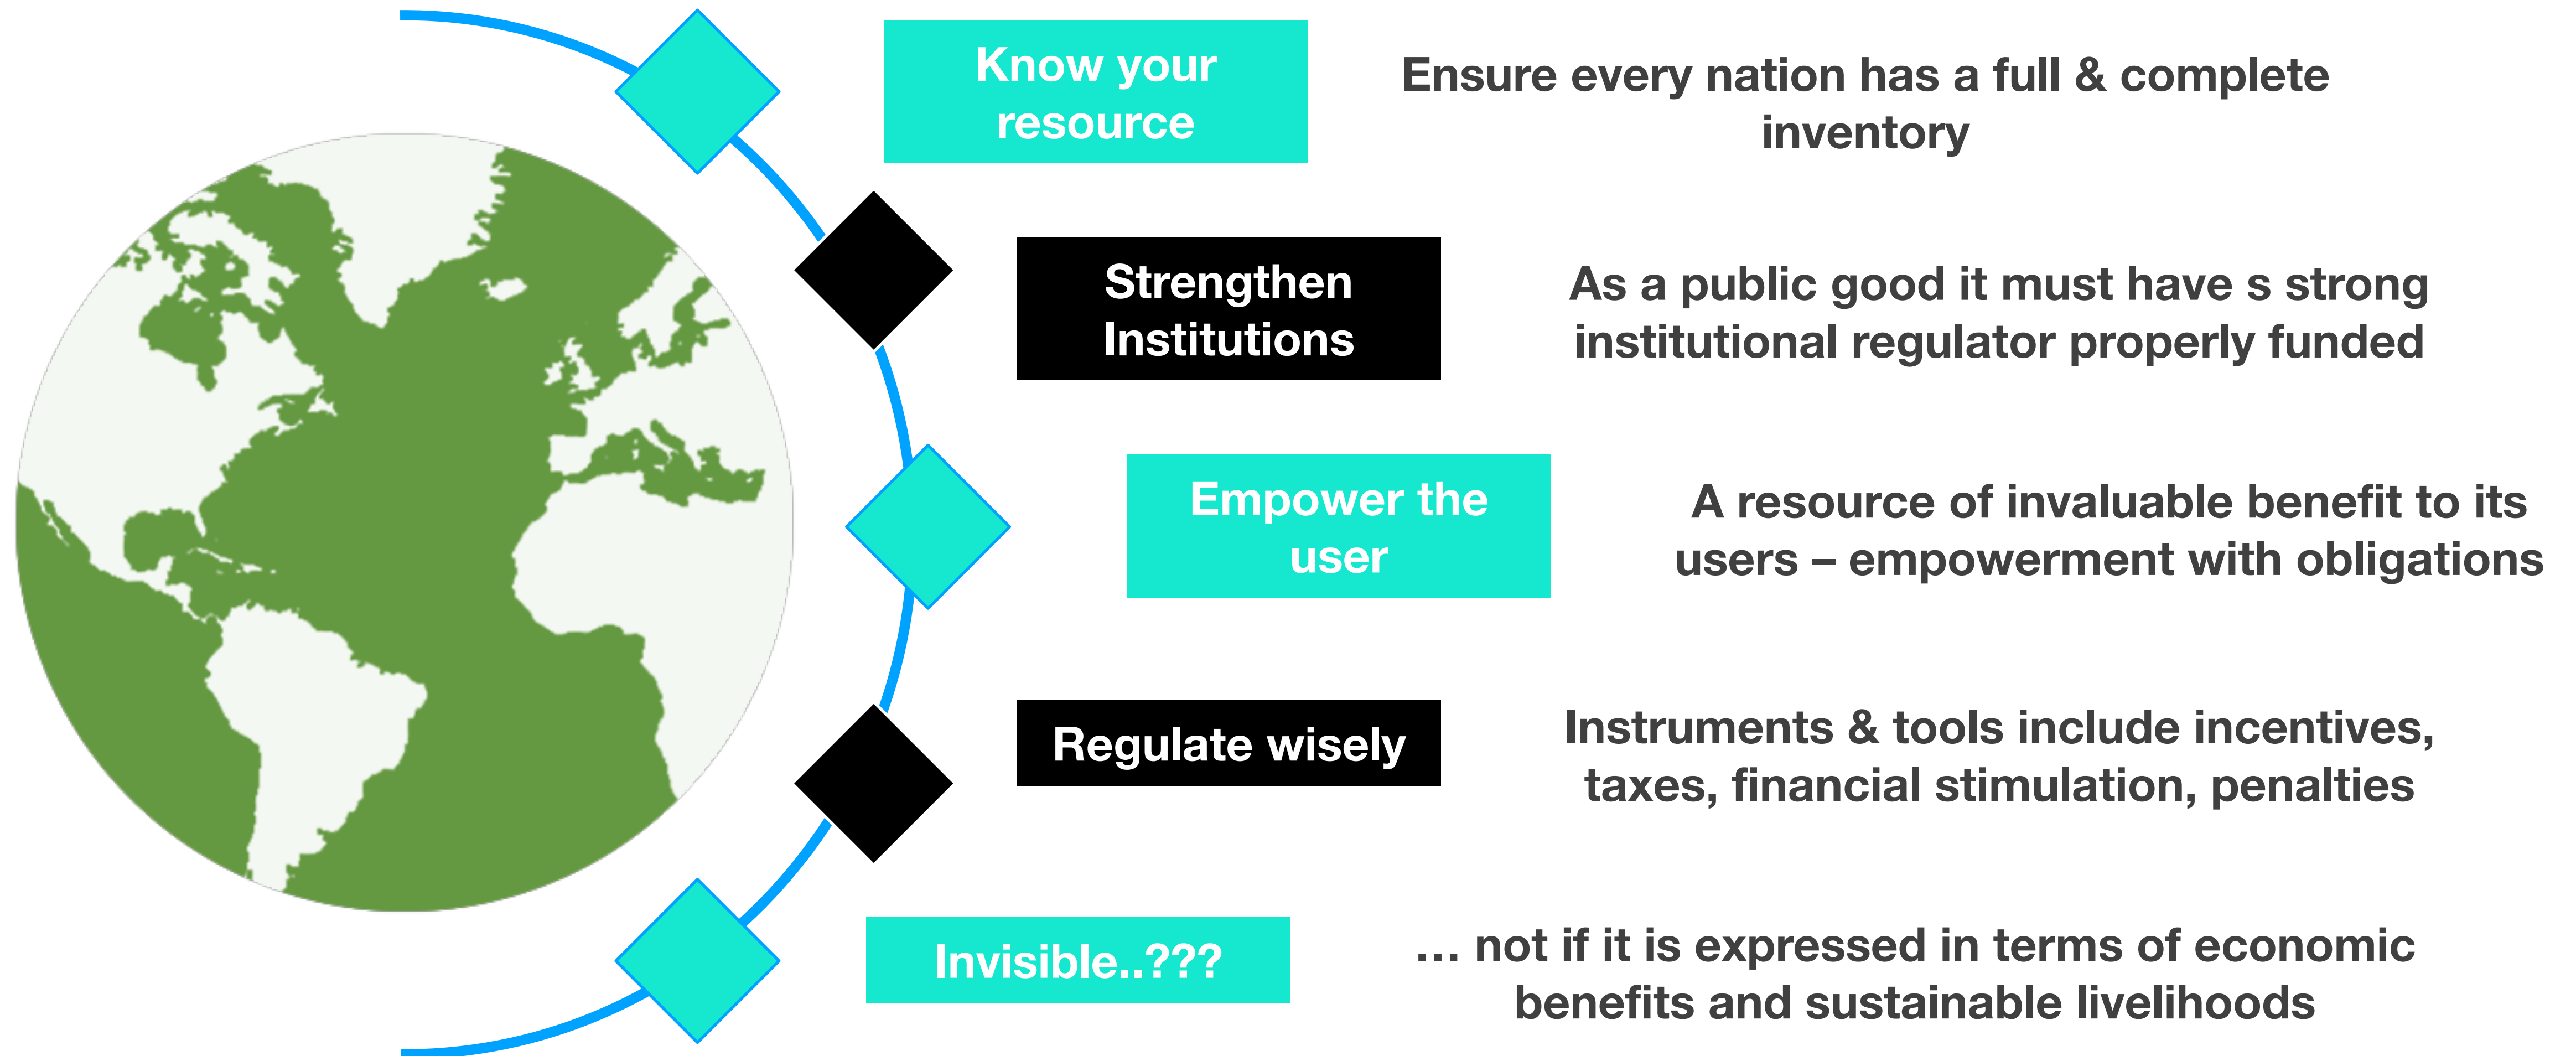 Know your
resource
Ensure every nation has a full & complete
inventory
Strengthen
Institutions
As a public good it must have s strong
institutional regulator properly funded
Empower the
user
A resource of invaluable benefit to its
users – empowerment with obligations
Regulate wisely
Instruments & tools include incentives,
taxes, financial stimulation, penalties
Invisible..???
… not if it is expressed in terms of economic
benefits and sustainable livelihoods